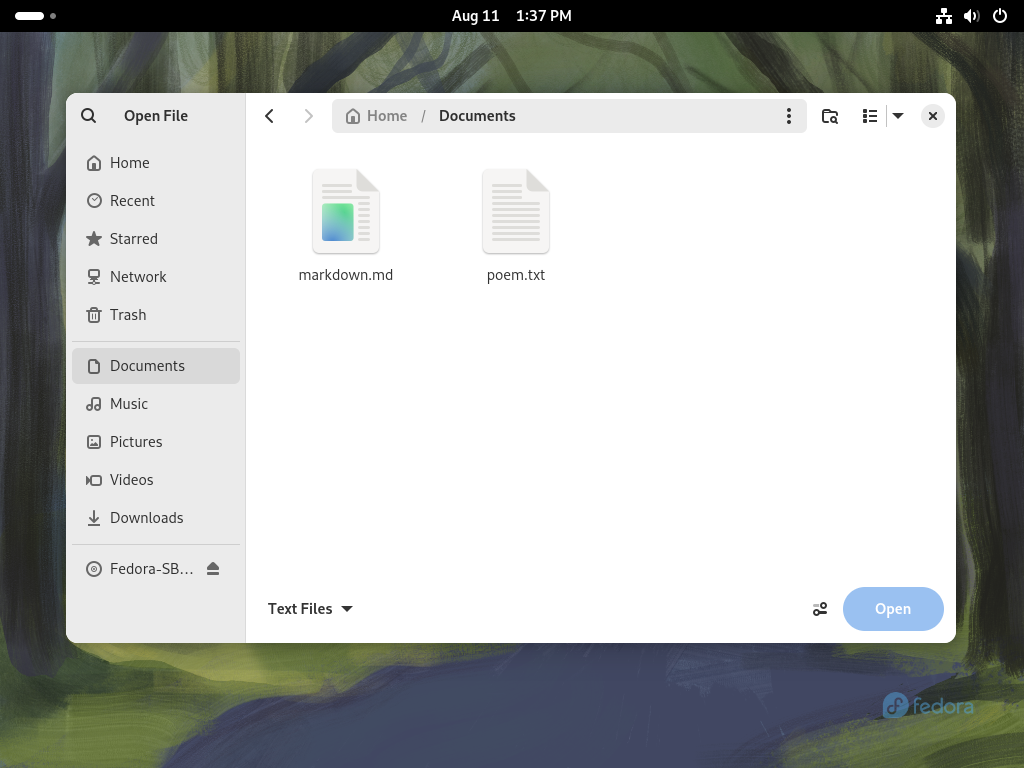 Aug 11 1:37 PM
Open File
Home / Documents
Home
Recent
Starred
Network
Trash
Documents
Music
Pictures
Videos
Downloads
Fedora-SB…
markdown.md
poem.txt
Text Files
Open
fedora